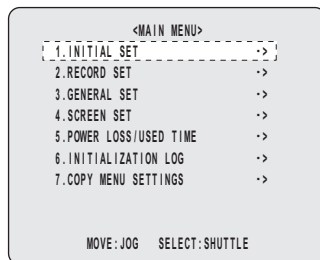 <MAIN MENU>
1.INITIAL SET ->
2.RECORD SET ->
3.GENERAL SET ->
4.SCREEN SET ->
5.POWER LOSS/USED TIME ->
6.INITIALIZATION LOG ->
7.COPY MENU SETTINGS ->
MOVE:JOG SELECT:SHUTTLE